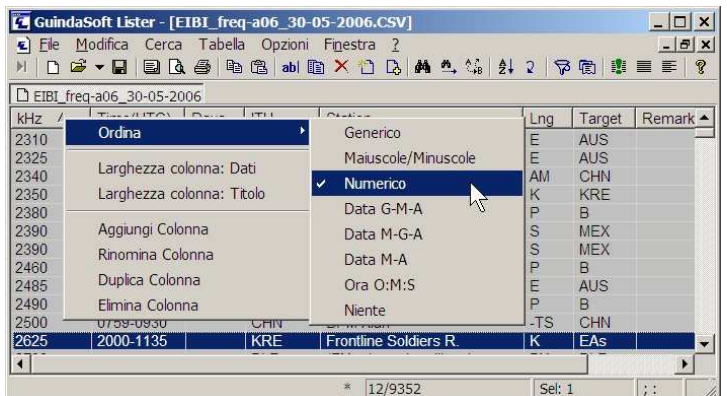 GuindaSoft Lister - [EIBI_freq-a06_30-05-2006.CSV]
File Modifica Cerca Tabella Opzioni Finestra ?
EIBI_freq-a06_30-05-2006
kHz Lng Target Remark
Ordina
Larghezza colonna: Dati
Larghezza colonna: Titolo
Aggiungi Colonna
Rinomina Colonna
Duplica Colonna
Elimina Colonna
Generico
Maiuscole/Minuscole
Numerico
Data G-M-A
Data M-G-A
Data M-A
Ora O:M:S
Niente
2310 E AUS
2325 E AUS
2340 AM CHN
2350 K KRE
2380 P B
2390 S MEX
2390 S MEX
2460 P B
2485 E AUS
2490 P B
2500 0759-0930 CHN -TS CHN
2625 2000-1135 KRE Frontline Soldiers R. K EAs
* 12/9352 Sel: 1 ; :